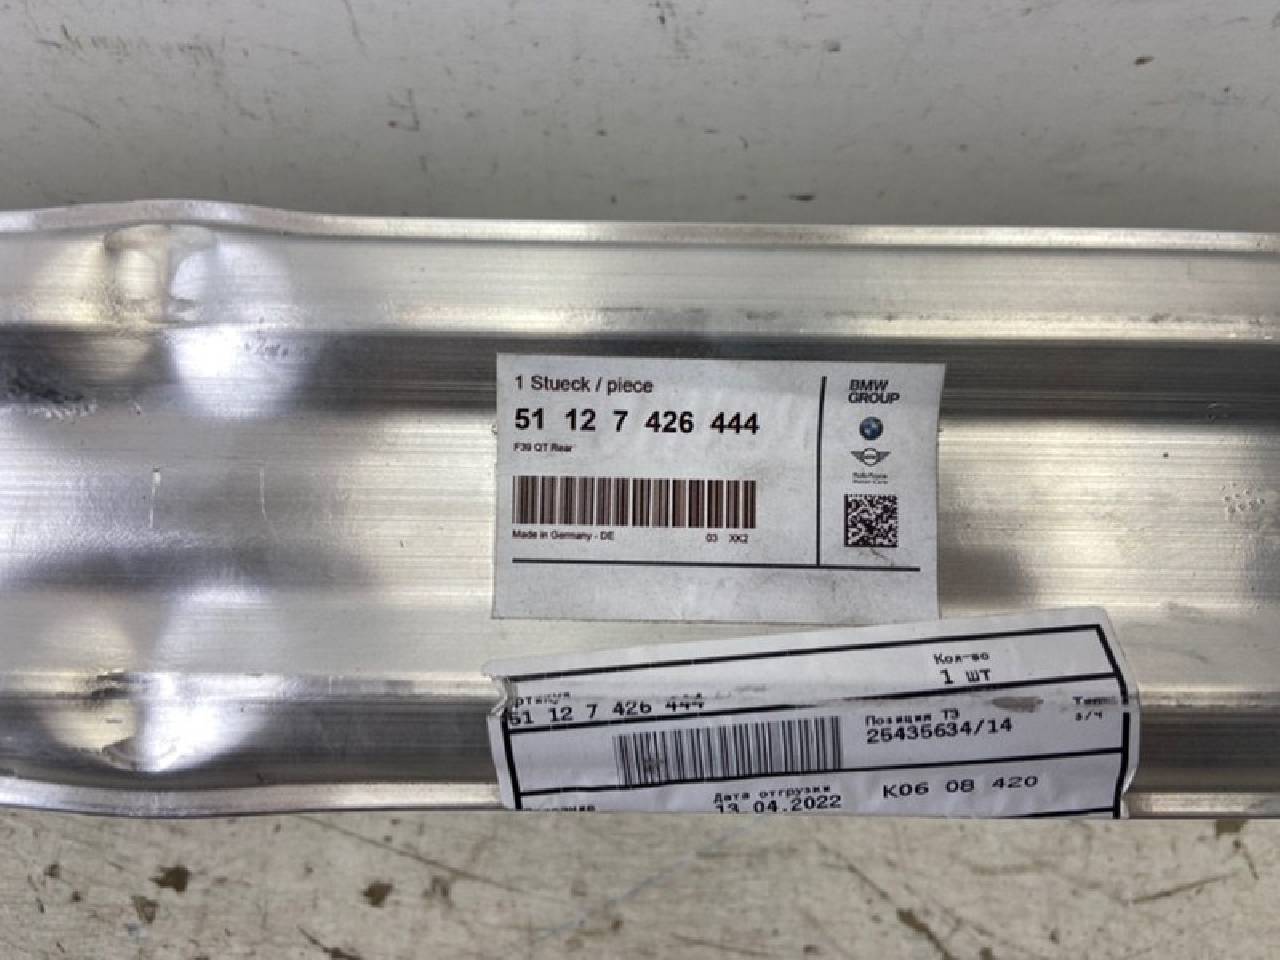 1 Stueck / piece
51 12 7 426 444
F39 QT Rear
Made in Germany - DE
03 XK2
BMW
GROUP
Кол-во
1 шт
51 12 7 426 444
Позиция ТЭ
25435634/14
з/ч
Дата отгрузки
13.04.2022
K06 08 420